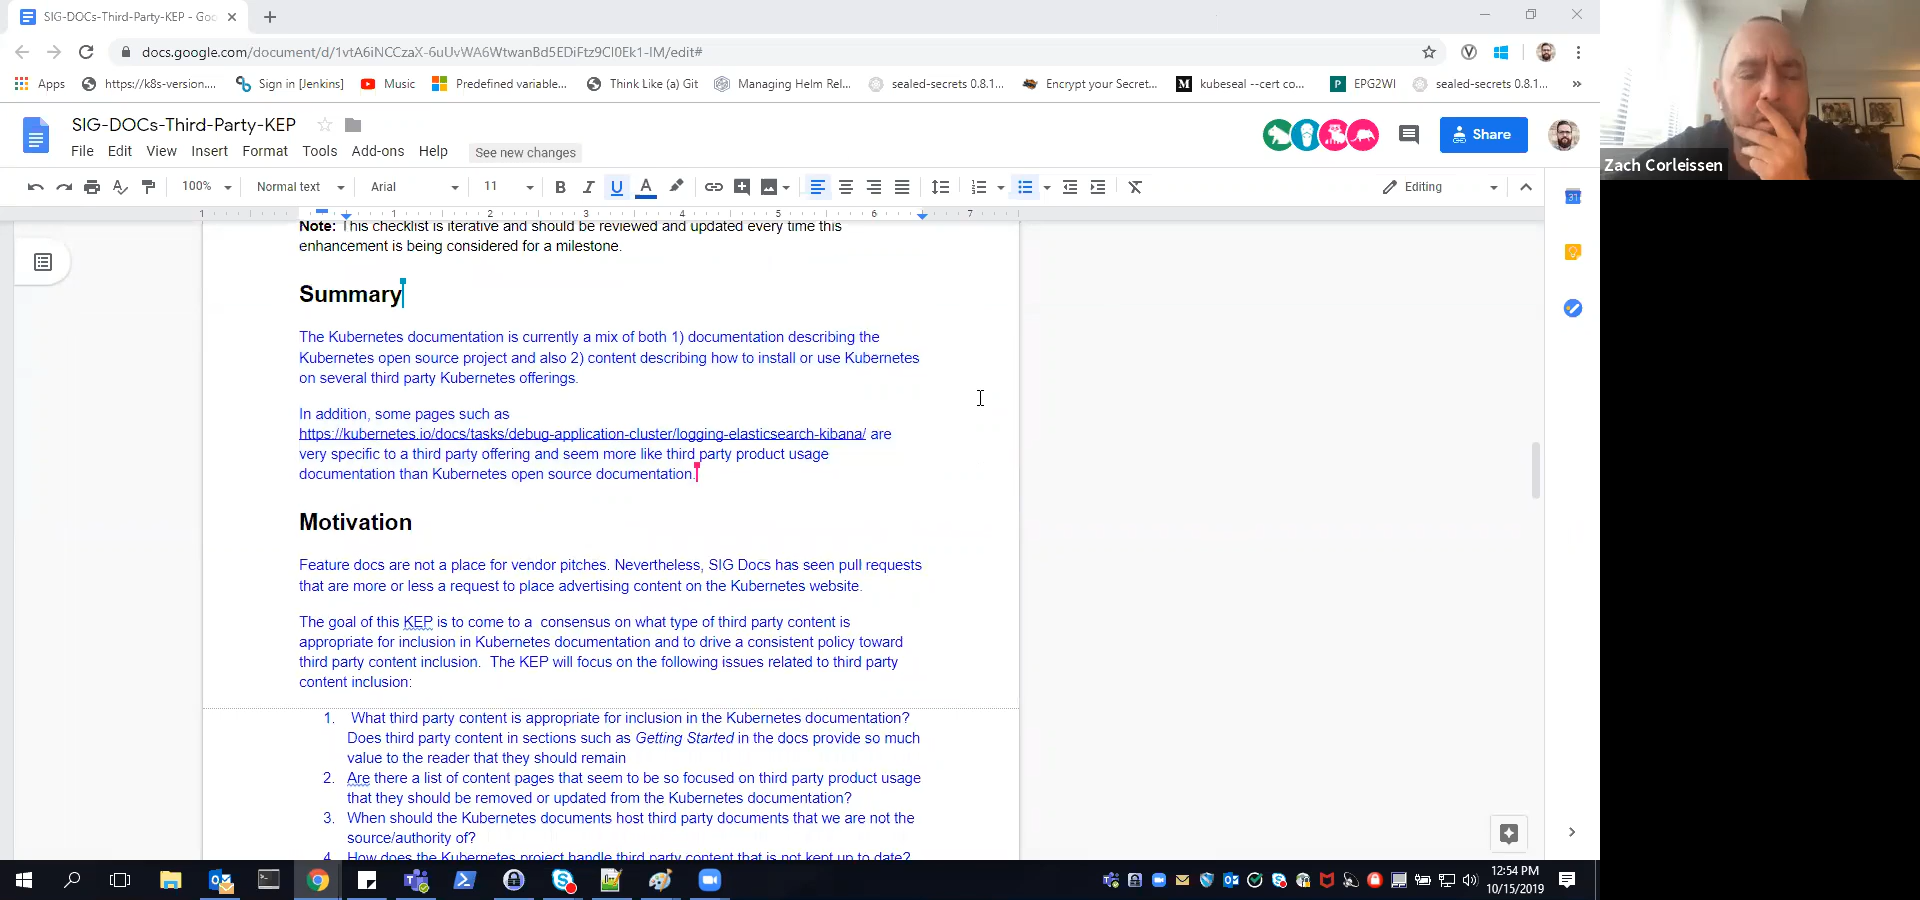 SIG-DOCs-Third-Party-KEP - Goo
docs.google.com/document/d/1vtA6iNCCzaX-6uUvWA6WtwanBd5EDiFtz9Cl0Ek1-IM/edit#
Apps https://k8s-version.... Sign in [Jenkins] Music Predefined variable... Think Like (a) Git Managing Helm Rel... sealed-secrets 0.8.1... Encrypt your Secret... kubeseal --cert co... EPG2WI sealed-secrets 0.8.1... »
SIG-DOCs-Third-Party-KEP
File Edit View Insert Format Tools Add-ons Help See new changes
Share
Zach Corleissen
100% Normal text Arial 11 Editing
1 1 2 3 4 5 6 7
Note: This checklist is iterative and should be reviewed and updated every time this
enhancement is being considered for a milestone.
Summary
The Kubernetes documentation is currently a mix of both 1) documentation describing the
Kubernetes open source project and also 2) content describing how to install or use Kubernetes
on several third party Kubernetes offerings.
In addition, some pages such as
https://kubernetes.io/docs/tasks/debug-application-cluster/logging-elasticsearch-kibana/ are
very specific to a third party offering and seem more like third party product usage
documentation than Kubernetes open source documentation.
Motivation
Feature docs are not a place for vendor pitches. Nevertheless, SIG Docs has seen pull requests
that are more or less a request to place advertising content on the Kubernetes website.
The goal of this KEP is to come to a consensus on what type of third party content is
appropriate for inclusion in Kubernetes documentation and to drive a consistent policy toward
third party content inclusion. The KEP will focus on the following issues related to third party
content inclusion:
1. What third party content is appropriate for inclusion in the Kubernetes documentation?
Does third party content in sections such as Getting Started in the docs provide so much
value to the reader that they should remain
2. Are there a list of content pages that seem to be so focused on third party product usage
that they should be removed or updated from the Kubernetes documentation?
3. When should the Kubernetes documents host third party documents that we are not the
source/authority of?
4. How does the Kubernetes project handle third party content that is not kept up to date?
12:54 PM
10/15/2019